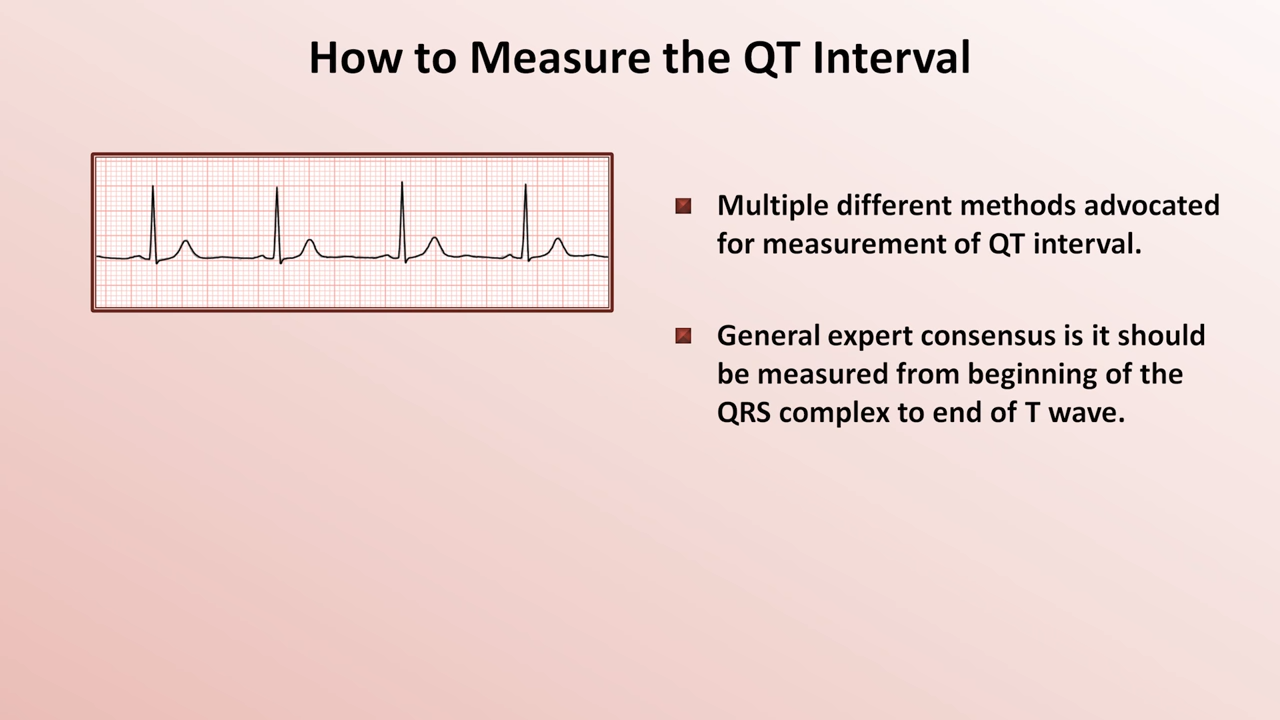 How to Measure the QT Interval
Multiple different methods advocated
for measurement of QT interval.
General expert consensus is it should
be measured from beginning of the
QRS complex to end of T wave.